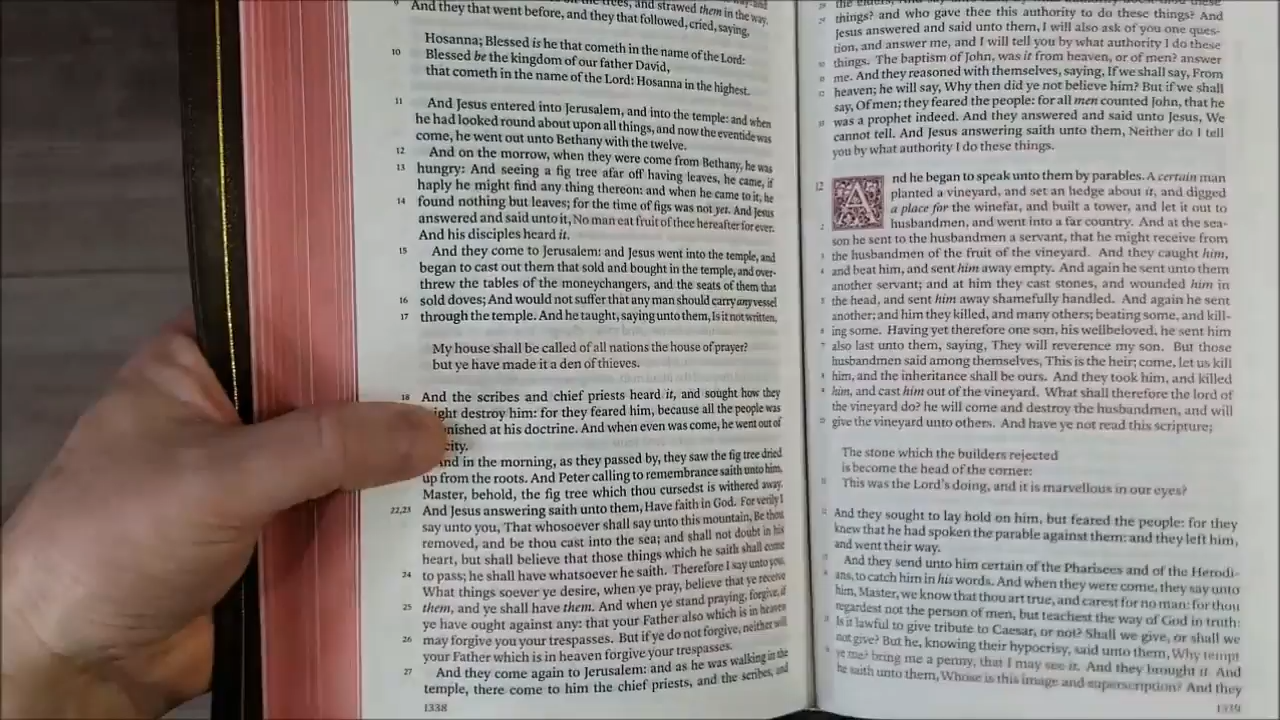 the trees, and strawed them in the way.
9 And they that went before, and they that followed, cried, saying,
Hosanna; Blessed is he that cometh in the name of the Lord:
10 Blessed be the kingdom of our father David,
that cometh in the name of the Lord: Hosanna in the highest.
11 And Jesus entered into Jerusalem, and into the temple: and when
he had looked round about upon all things, and now the eventide was
come, he went out unto Bethany with the twelve.
12 And on the morrow, when they were come from Bethany, he was
13 hungry: And seeing a fig tree afar off having leaves, he came, if
haply he might find any thing thereon: and when he came to it, he
14 found nothing but leaves; for the time of figs was not yet. And Jesus
answered and said unto it, No man eat fruit of thee hereafter for ever.
And his disciples heard it.
15 And they come to Jerusalem: and Jesus went into the temple, and
began to cast out them that sold and bought in the temple, and over-
threw the tables of the moneychangers, and the seats of them that
16 sold doves; And would not suffer that any man should carry any vessel
17 through the temple. And he taught, saying unto them, Is it not written,
My house shall be called of all nations the house of prayer?
but ye have made it a den of thieves.
18 And the scribes and chief priests heard it, and sought how they
ight destroy him: for they feared him, because all the people was
onished at his doctrine. And when even was come, he went out of
city.
And in the morning, as they passed by, they saw the fig tree dried
up from the roots. And Peter calling to remembrance saith unto him,
Master, behold, the fig tree which thou cursedst is withered away.
22,23 And Jesus answering saith unto them, Have faith in God. For verily I
say unto you, That whosoever shall say unto this mountain, Be thou
removed, and be thou cast into the sea; and shall not doubt in his
heart, but shall believe that those things which he saith shall come
24 to pass; he shall have whatsoever he saith. Therefore I say unto you,
What things soever ye desire, when ye pray, believe that ye receive
25 them, and ye shall have them. And when ye stand praying, forgive, if
ye have ought against any: that your Father also which is in heaven
26 may forgive you your trespasses. But if ye do not forgive, neither will
your Father which is in heaven forgive your trespasses.
27 And they come again to Jerusalem: and as he was walking in the
temple, there come to him the chief priests, and the scribes, and
1338
things? and who gave thee this authority to do these things? And
Jesus answered and said unto them, I will also ask of you one ques-
tion, and answer me, and I will tell you by what authority I do these
things. The baptism of John, was it from heaven, or of men? answer
me. And they reasoned with themselves, saying, If we shall say, From
heaven; he will say, Why then did ye not believe him? But if we shall
say, Of men; they feared the people: for all men counted John, that he
was a prophet indeed. And they answered and said unto Jesus, We
cannot tell. And Jesus answering saith unto them, Neither do I tell
you by what authority I do these things.
12 And he began to speak unto them by parables. A certain man
planted a vineyard, and set an hedge about it, and digged
a place for the winefat, and built a tower, and let it out to
2 husbandmen, and went into a far country. And at the sea-
son he sent to the husbandmen a servant, that he might receive from
3 the husbandmen of the fruit of the vineyard. And they caught him,
4 and beat him, and sent him away empty. And again he sent unto them
another servant; and at him they cast stones, and wounded him in
5 the head, and sent him away shamefully handled. And again he sent
another; and him they killed, and many others; beating some, and kill-
6 ing some. Having yet therefore one son, his wellbeloved, he sent him
7 also last unto them, saying, They will reverence my son. But those
husbandmen said among themselves, This is the heir; come, let us kill
8 him, and the inheritance shall be ours. And they took him, and killed
9 him, and cast him out of the vineyard. What shall therefore the lord of
the vineyard do? he will come and destroy the husbandmen, and will
10 give the vineyard unto others. And have ye not read this scripture;
The stone which the builders rejected
is become the head of the corner:
11 This was the Lord's doing, and it is marvellous in our eyes?
12 And they sought to lay hold on him, but feared the people: for they
knew that he had spoken the parable against them: and they left him,
and went their way.
13 And they send unto him certain of the Pharisees and of the Herodi-
14 ans, to catch him in his words. And when they were come, they say unto
him, Master, we know that thou art true, and carest for no man: for thou
regardest not the person of men, but teachest the way of God in truth:
15 Is it lawful to give tribute to Caesar, or not? Shall we give, or shall we
not give? But he, knowing their hypocrisy, said unto them, Why tempt
16 ye me? bring me a penny, that I may see it. And they brought it. And
he saith unto them, Whose is this image and superscription? And they
1339